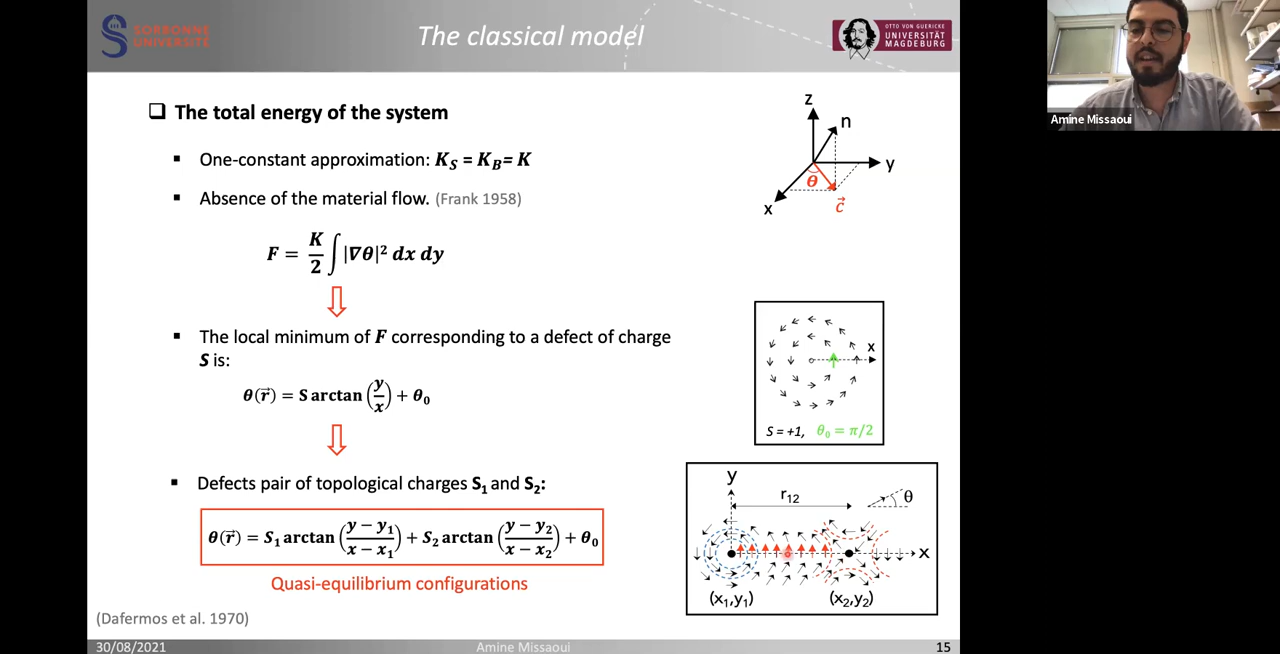 SORBONNE
UNIVERSITÉ
The classical model
OTTO VON GUERICKE
UNIVERSITÄT
MAGDEBURG
Amine Missaoui
❑ The total energy of the system
▪ One-constant approximation: K_S = K_B = K
▪ Absence of the material flow. (Frank 1958)
F = K/2 ∫ |∇θ|² dx dy
z
n
y
θ
x
c⃗
▪ The local minimum of F corresponding to a defect of charge
S is:
θ(r⃗) = S arctan (y/x) + θ₀
x
S = +1, θ₀ = π/2
▪ Defects pair of topological charges S₁ and S₂:
θ(r⃗) = S₁ arctan ((y − y₁)/(x − x₁)) + S₂ arctan ((y − y₂)/(x − x₂)) + θ₀
Quasi-equilibrium configurations
y
r₁₂
θ
x
(x₁,y₁)
(x₂,y₂)
(Dafermos et al. 1970)
30/08/2021
Amine Missaoui
15